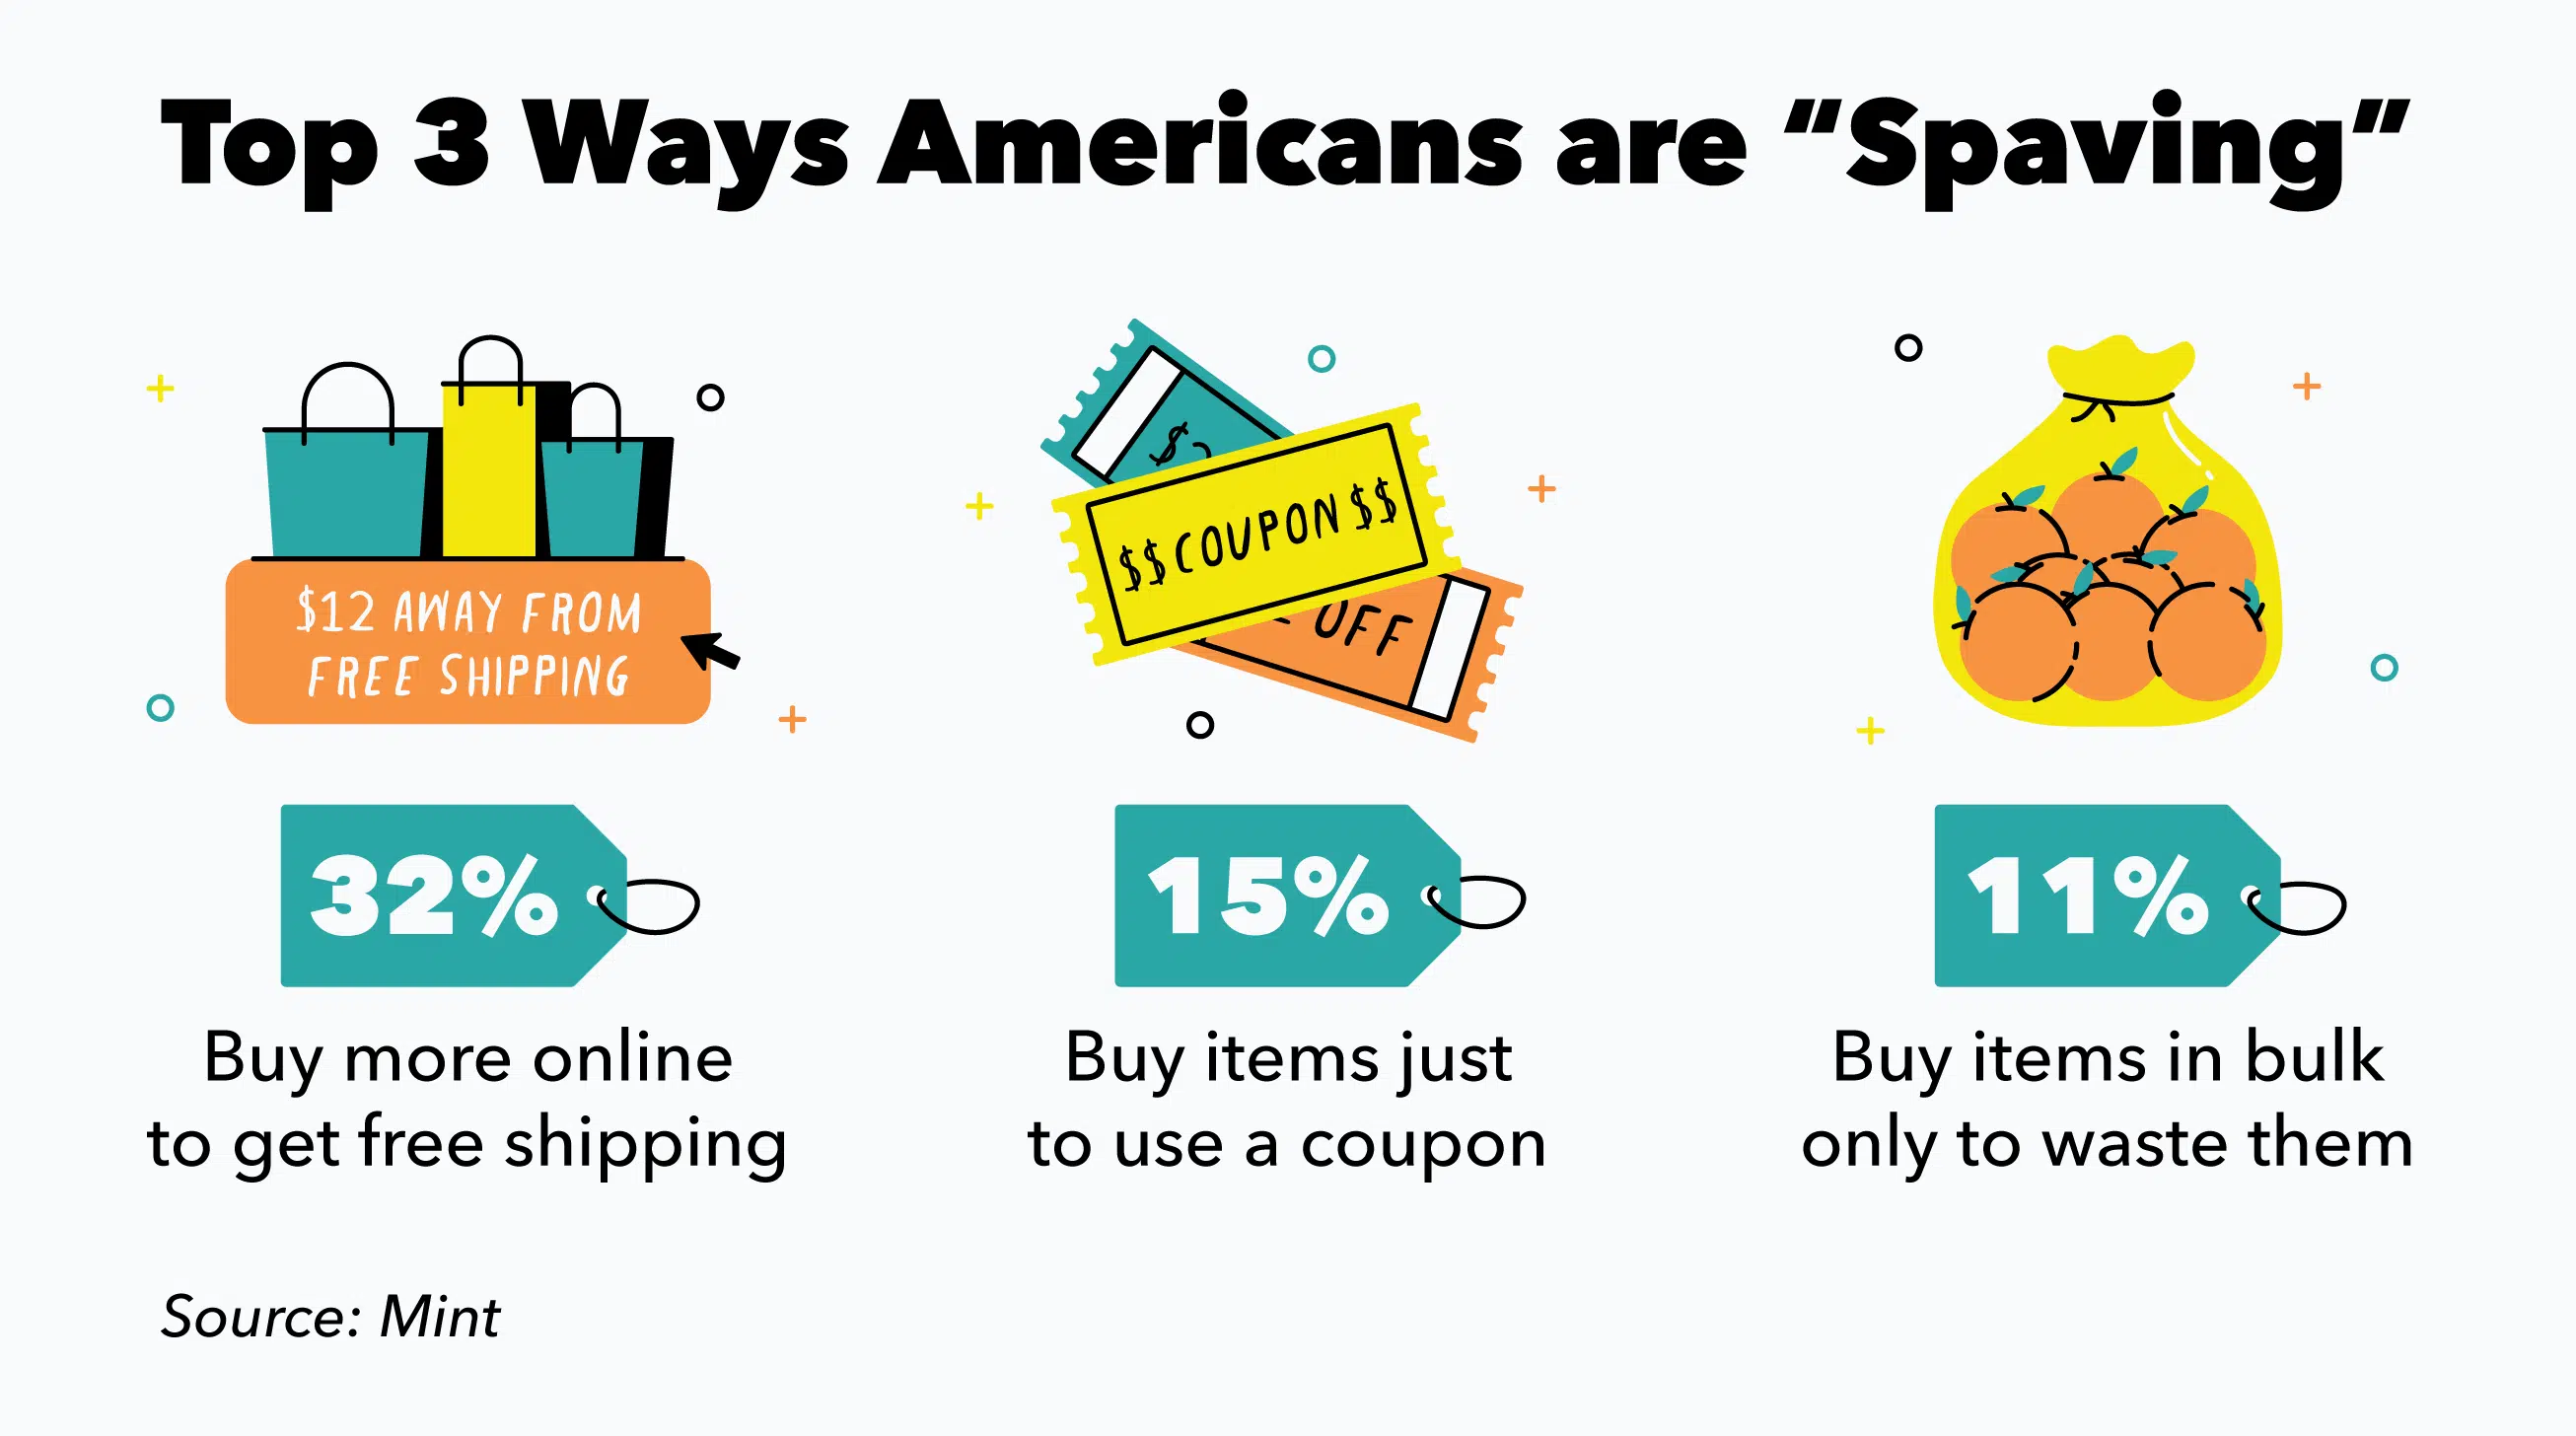 Top 3 Ways Americans are “Spaving”
$12 AWAY FROM
FREE SHIPPING
$
$$ COUPON $$
OFF
32%
15%
11%
Buy more online
to get free shipping
Buy items just
to use a coupon
Buy items in bulk
only to waste them
Source: Mint